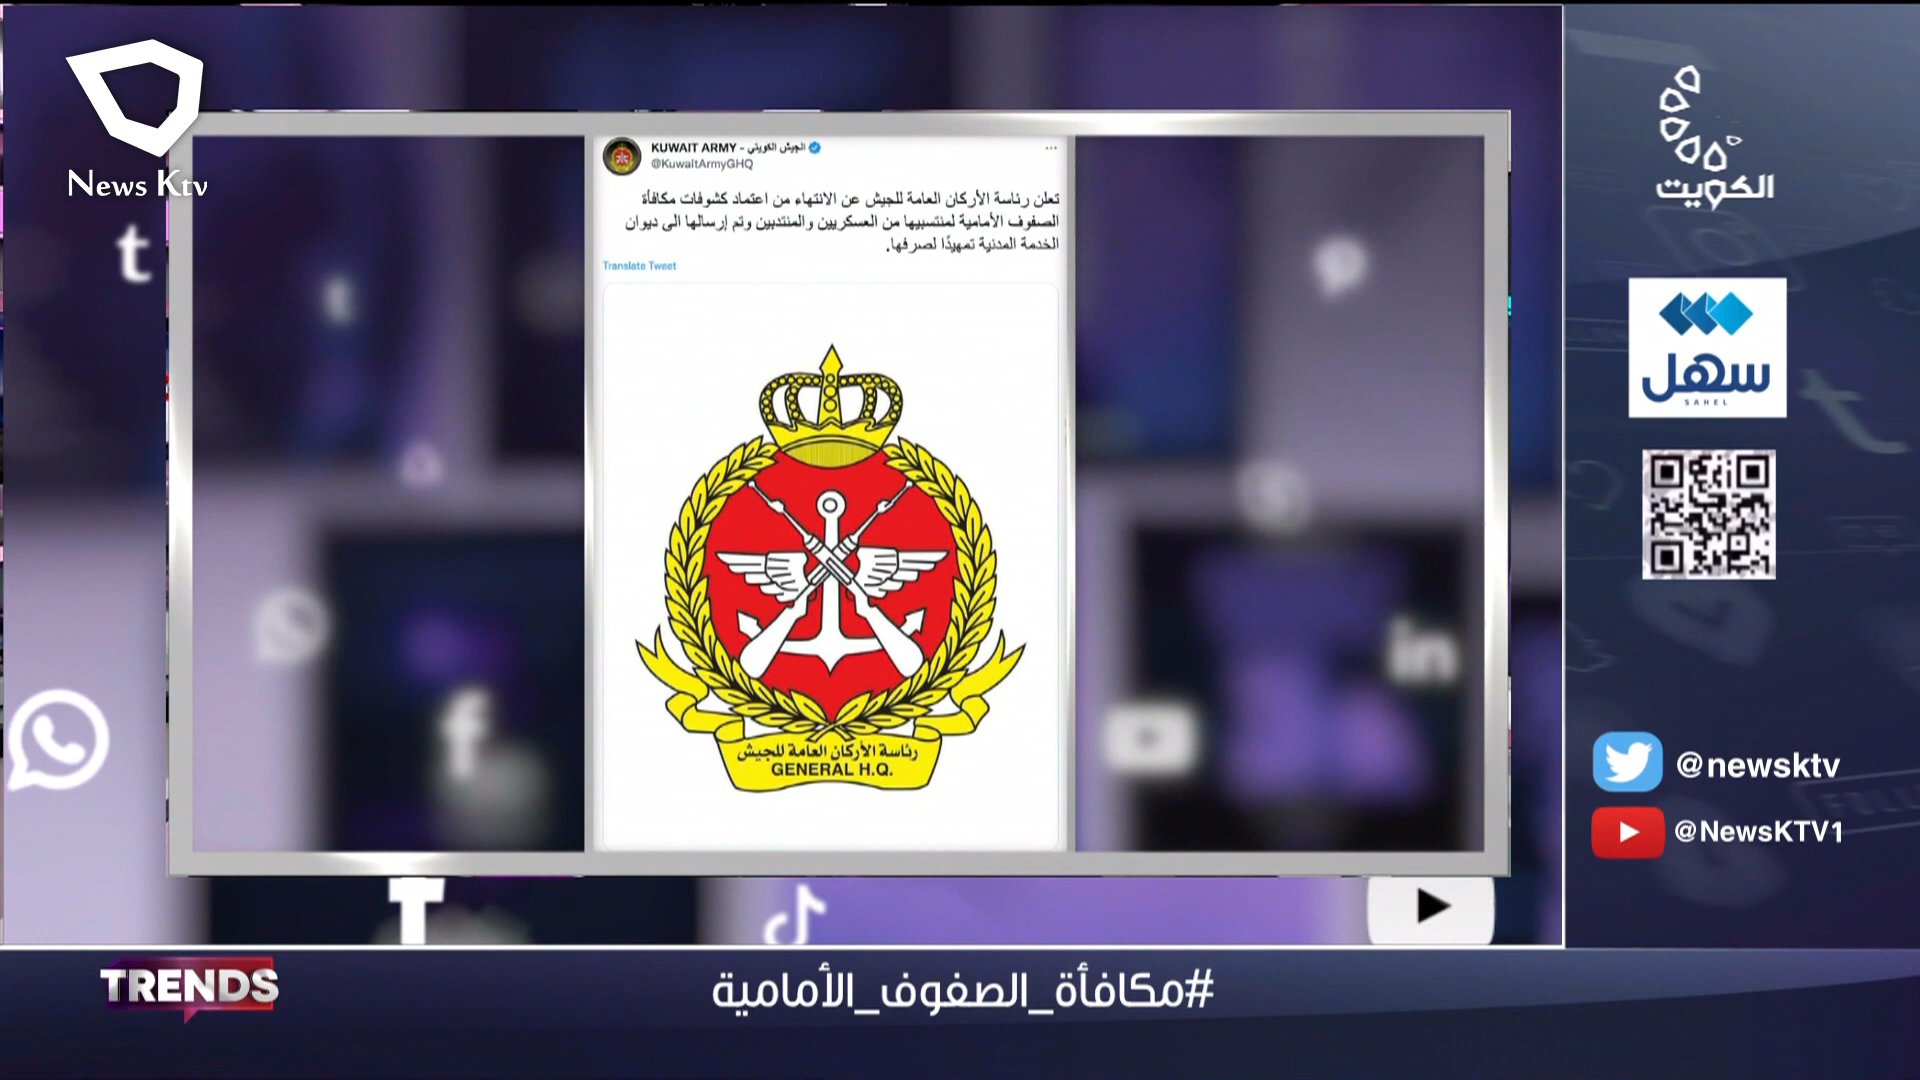 News Ktv
KUWAIT ARMY - الجيش الكويتي
@KuwaitArmyGHQ
تعلن رئاسة الأركان العامة للجيش عن الانتهاء من اعتماد كشوفات مكافأة
الصفوف الأمامية لمنتسبيها من العسكريين والمنتدبين وتم إرسالها الى ديوان
الخدمة المدنية تمهيدًا لصرفها.
Translate Tweet
رئاسة الأركان العامة للجيش
GENERAL H.Q.
الكويت
سهل
SAHEL
@newsktv
@NewsKTV1
TRENDS
#مكافأة_الصفوف_الأمامية